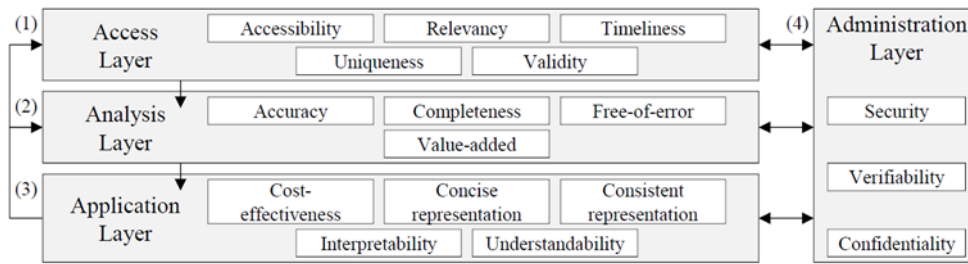 (1)
Access
Layer
Accessibility
Relevancy
Timeliness
Uniqueness
Validity
(2)
Analysis
Layer
Accuracy
Completeness
Free-of-error
Value-added
(3)
Application
Layer
Cost-
effectiveness
Concise
representation
Consistent
representation
Interpretability
Understandability
(4)
Administration
Layer
Security
Verifiability
Confidentiality